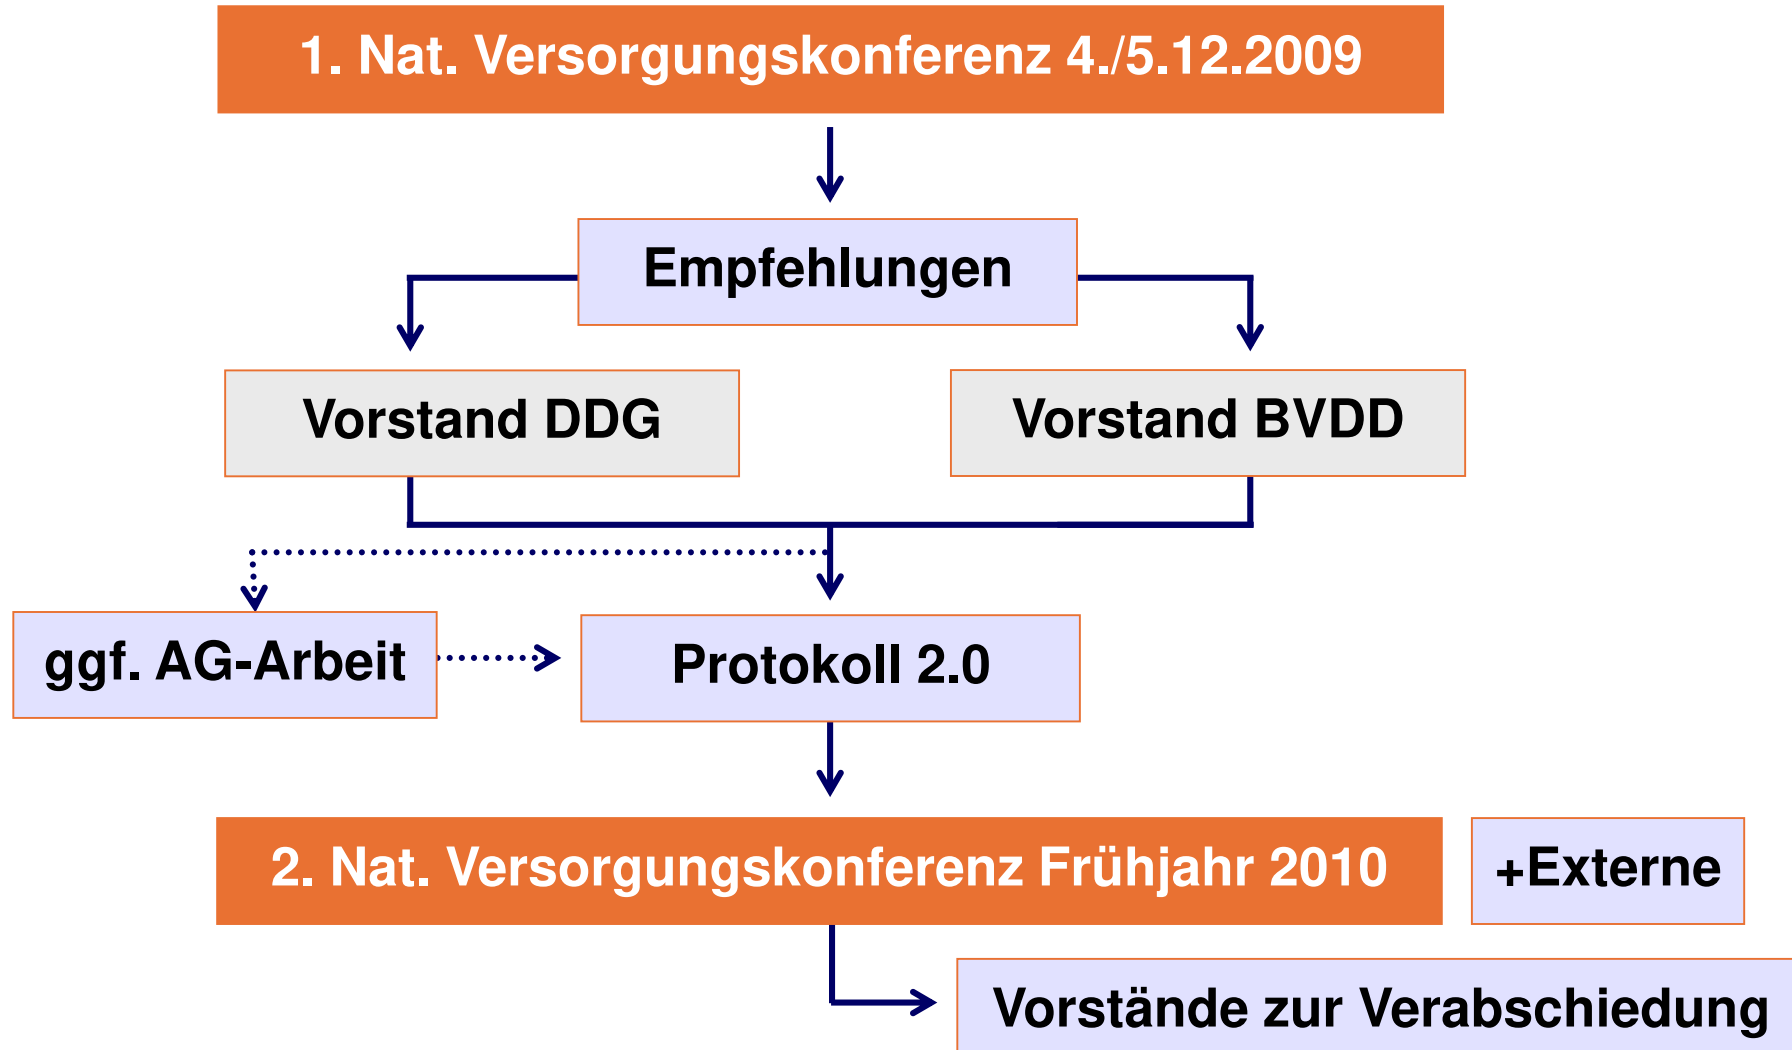 1. Nat. Versorgungskonferenz 4./5.12.2009
Empfehlungen
Vorstand DDG
Vorstand BVDD
ggf. AG-Arbeit
Protokoll 2.0
2. Nat. Versorgungskonferenz Frühjahr 2010
+Externe
Vorstände zur Verabschiedung